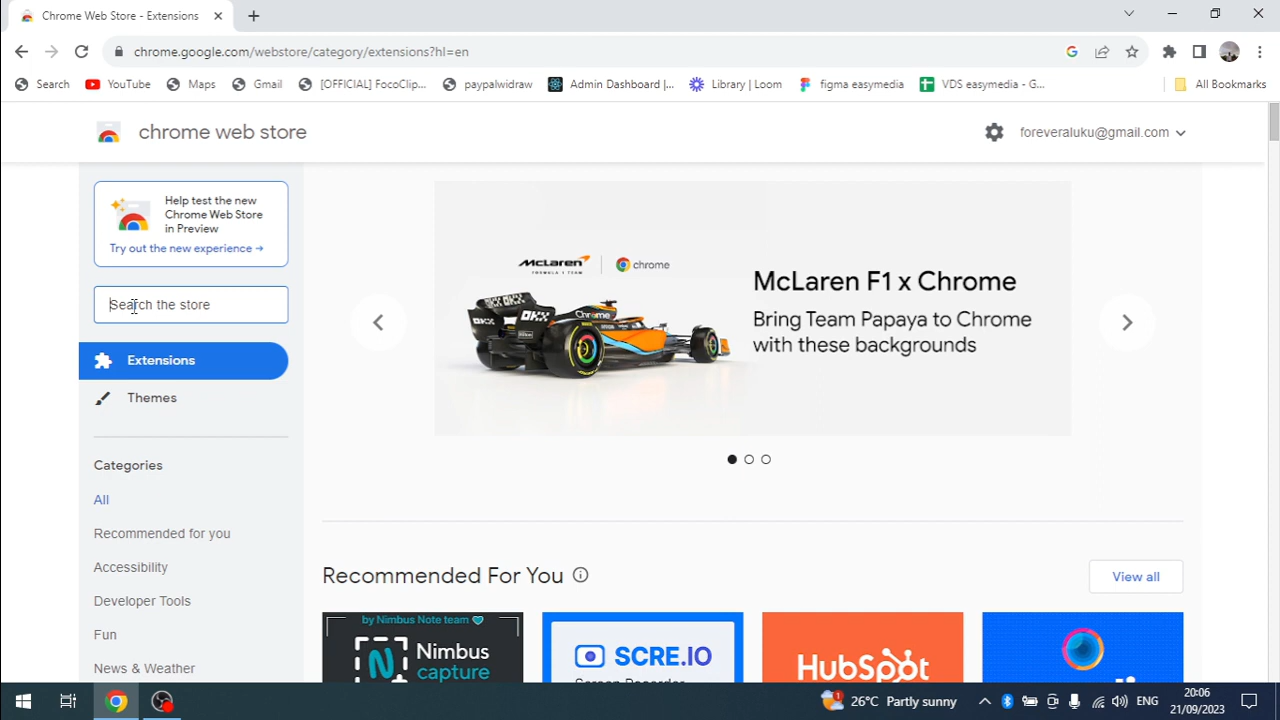 Chrome Web Store - Extensions
chrome.google.com/webstore/category/extensions?hl=en
Search
YouTube
Maps
Gmail
[OFFICIAL] FocoClip...
paypalwidraw
Admin Dashboard |...
Library | Loom
figma easymedia
VDS easymedia - G...
All Bookmarks
chrome web store
foreveraluku@gmail.com
Help test the new
Chrome Web Store
in Preview
Try out the new experience →
Search the store
Extensions
Themes
Categories
All
Recommended for you
Accessibility
Developer Tools
Fun
News & Weather
McLaren
FORMULA 1 TEAM
chrome
OKX
Chrome
McLaren F1 x Chrome
Bring Team Papaya to Chrome
with these backgrounds
Recommended For You
View all
by Nimbus Note team
Nimbus
capture
SCRE.IO
HubSpot
26°C Partly sunny
ENG
20:06
21/09/2023